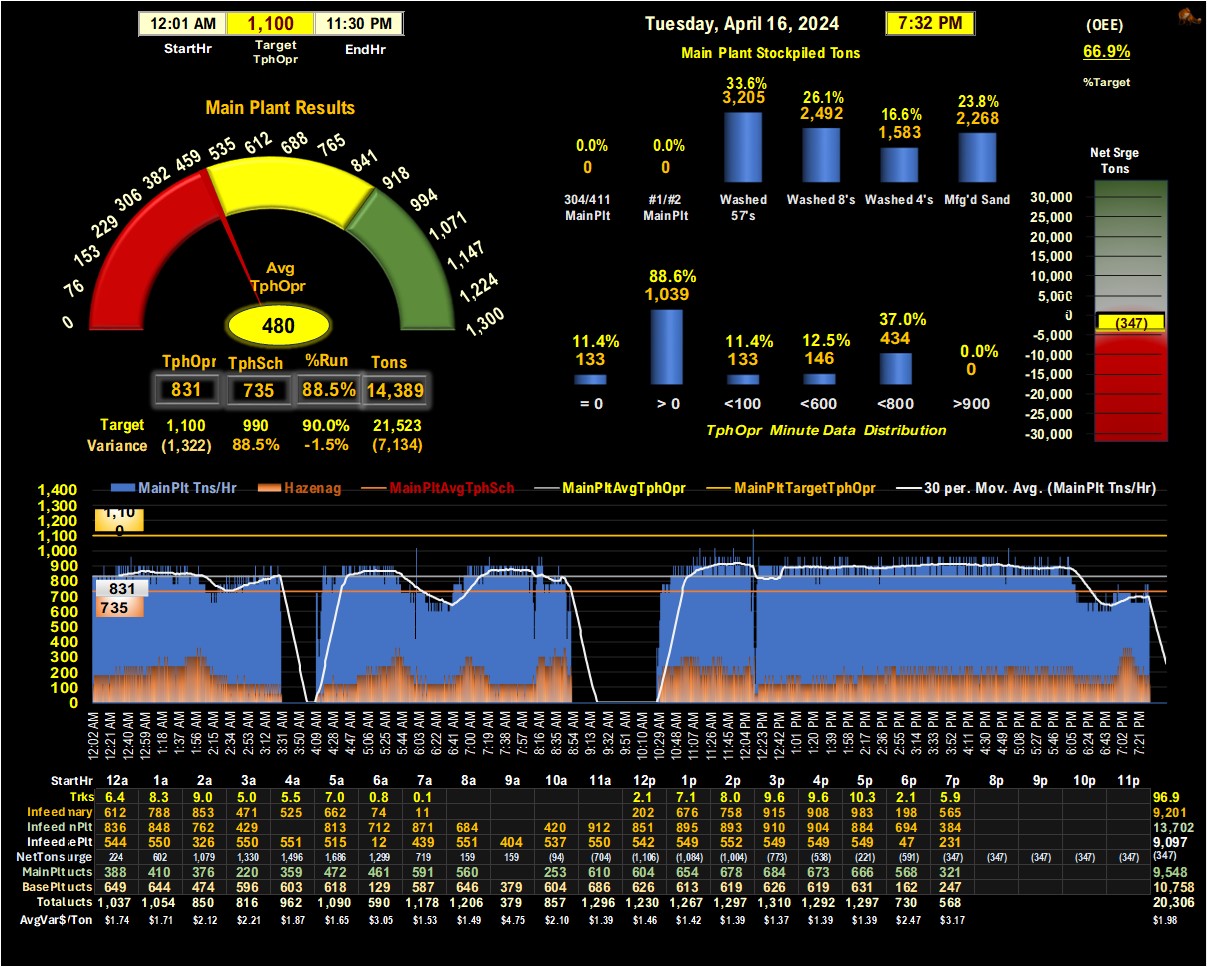 12:01 AM 1,100 11:30 PM
StartHr Target TphOpr EndHr
Tuesday, April 16, 2024 7:32 PM
(OEE)
66.9%
%Target
Main Plant Stockpiled Tons
33.6% 26.1% 16.6% 23.8%
3,205 2,492 1,583 2,268
0.0% 0.0%
0 0
304/411 MainPlt #1/#2 MainPlt Washed 57's Washed 8's Washed 4's Mfg'd Sand
Main Plant Results
0 76 153 229 306 382 459 535 612 688 765 841 918 994 1,071 1,147 1,224 1,300
Avg
TphOpr
480
TphOpr TphSch %Run Tons
831 735 88.5% 14,389
Target 1,100 990 90.0% 21,523
Variance (1,322) 88.5% -1.5% (7,134)
11.4% 88.6% 11.4% 12.5% 37.0% 0.0%
133 1,039 133 146 434 0
= 0 > 0 <100 <600 <800 >900
TphOpr Minute Data Distribution
Net Srge
Tons
30,000
25,000
20,000
15,000
10,000
5,000
0
(347)
-5,000
-10,000
-15,000
-20,000
-25,000
-30,000
MainPlt Tns/Hr Hazenag MainPltAvgTphSch MainPltAvgTphOpr MainPltTargetTphOpr 30 per. Mov. Avg. (MainPlt Tns/Hr)
1,400
1,300
1,200
1,100
1,000
900
800
700
600
500
400
300
200
100
0
1,10
0
831
735
12:02 AM 12:21 AM 12:40 AM 12:59 AM 1:18 AM 1:37 AM 1:56 AM 2:15 AM 2:34 AM 2:53 AM 3:12 AM 3:31 AM 3:50 AM 4:09 AM 4:28 AM 4:47 AM 5:06 AM 5:25 AM 5:44 AM 6:03 AM 6:22 AM 6:41 AM 7:00 AM 7:19 AM 7:38 AM 7:57 AM 8:16 AM 8:35 AM 8:54 AM 9:13 AM 9:32 AM 9:51 AM 10:10 AM 10:29 AM 10:48 AM 11:07 AM 11:26 AM 11:45 AM 12:04 PM 12:23 PM 12:42 PM 1:01 PM 1:20 PM 1:39 PM 1:58 PM 2:17 PM 2:36 PM 2:55 PM 3:14 PM 3:33 PM 3:52 PM 4:11 PM 4:30 PM 4:49 PM 5:08 PM 5:27 PM 5:46 PM 6:05 PM 6:24 PM 6:43 PM 7:02 PM 7:21 PM
StartHr 12a 1a 2a 3a 4a 5a 6a 7a 8a 9a 10a 11a 12p 1p 2p 3p 4p 5p 6p 7p 8p 9p 10p 11p
Trks 6.4 8.3 9.0 5.0 5.5 7.0 0.8 0.1 2.1 7.1 8.0 9.6 9.6 10.3 2.1 5.9 96.9
Infeed mary 612 788 853 471 525 662 74 11 202 676 758 915 908 983 198 565 9,201
Infeed nPlt 836 848 762 429 813 712 871 684 420 912 851 895 893 910 904 884 694 384 13,702
Infeed ePlt 544 550 326 550 551 515 12 439 551 404 537 550 542 549 552 549 549 549 47 231 9,097
NetTons urge 224 602 1,079 1,330 1,496 1,686 1,299 719 159 159 (94) (704) (1,106) (1,084) (1,004) (773) (538) (221) (591) (347) (347) (347) (347) (347) (347)
MainPlt ucts 388 410 376 220 359 472 461 591 560 253 610 604 654 678 684 673 666 568 321 9,548
BasePlt ucts 649 644 474 596 603 618 129 587 646 379 604 686 626 613 619 626 619 631 162 247 10,758
Total ucts 1,037 1,054 850 816 962 1,090 590 1,178 1,206 379 857 1,296 1,230 1,267 1,297 1,310 1,292 1,297 730 568 20,306
AvgVar$/Ton $1.74 $1.71 $2.12 $2.21 $1.87 $1.65 $3.05 $1.53 $1.49 $4.75 $2.10 $1.39 $1.46 $1.42 $1.39 $1.37 $1.39 $1.39 $2.47 $3.17 $1.98